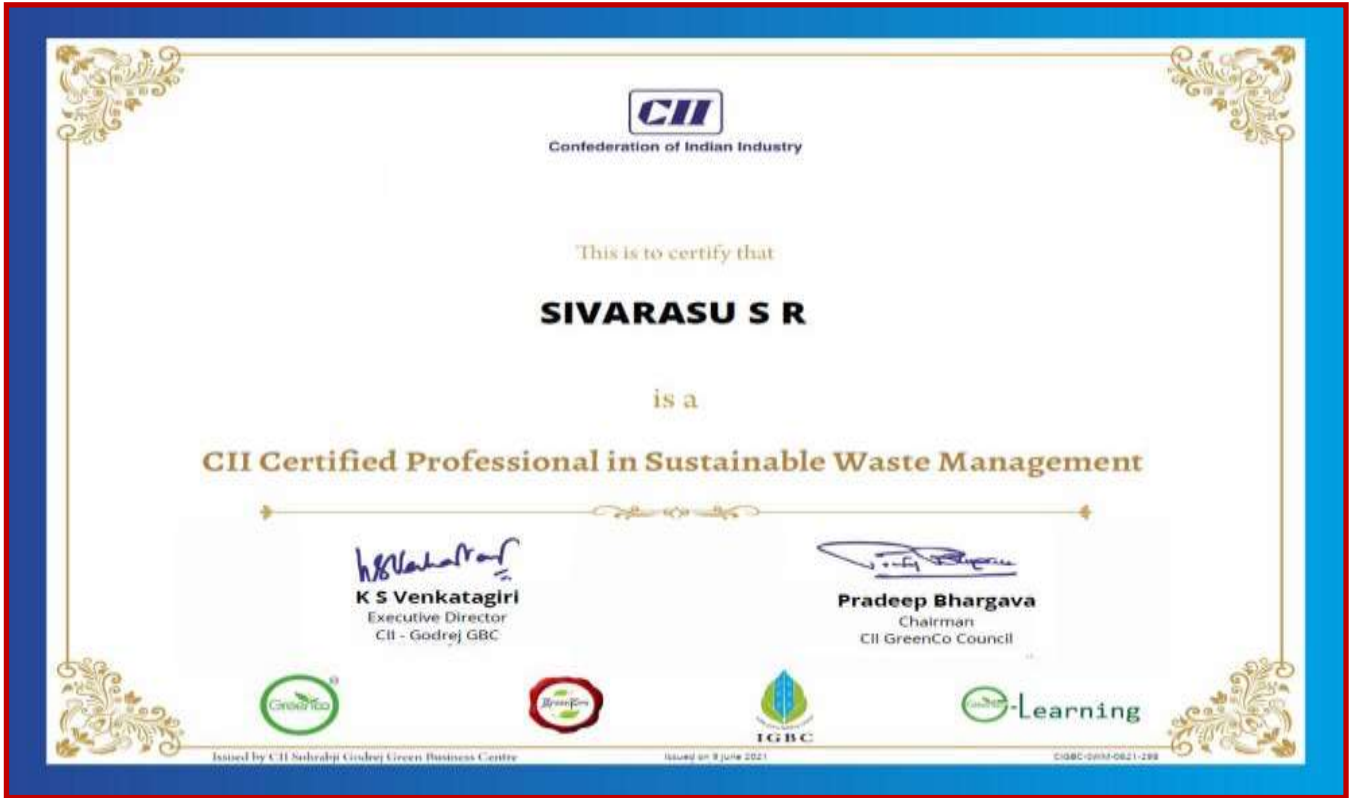 CII
Confederation of Indian Industry
This is to certify that
SIVARASU S R
is a
CII Certified Professional in Sustainable Waste Management
K S Venkatagiri
Executive Director
CII - Godrej GBC
Pradeep Bhargava
Chairman
CII GreenCo Council
GreenCo
IGBC
-Learning
Issued by CII Sohrabji Godrej Green Business Centre
Issued on 9 June 2021